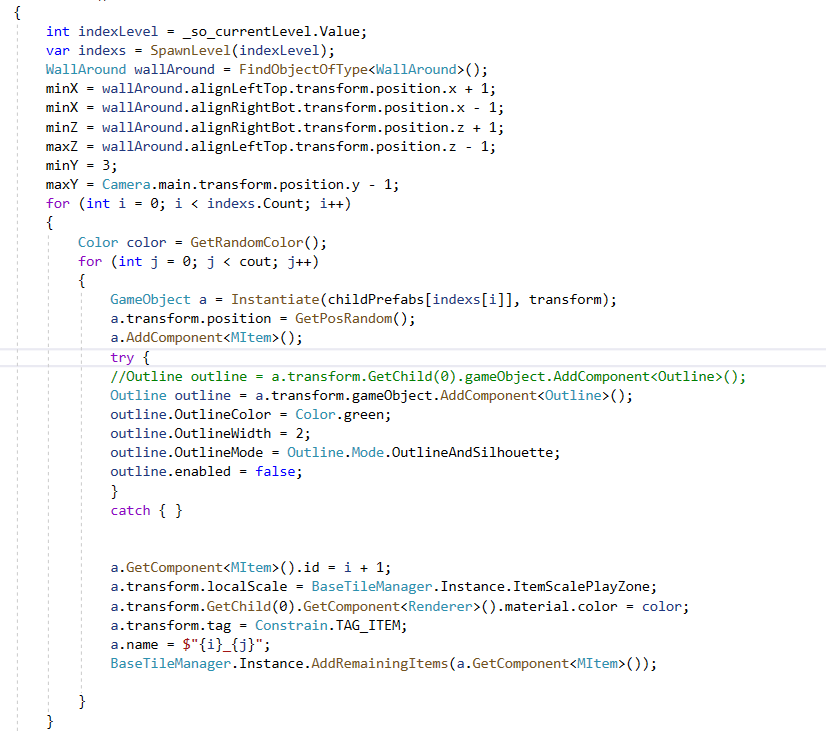 {
int indexLevel = _so_currentLevel.Value;
var indexs = SpawnLevel(indexLevel);
WallAround wallAround = FindObjectOfType<WallAround>();
minX = wallAround.alignLeftTop.transform.position.x + 1;
minX = wallAround.alignRightBot.transform.position.x - 1;
minZ = wallAround.alignRightBot.transform.position.z + 1;
maxZ = wallAround.alignLeftTop.transform.position.z - 1;
minY = 3;
maxY = Camera.main.transform.position.y - 1;
for (int i = 0; i < indexs.Count; i++)
{
Color color = GetRandomColor();
for (int j = 0; j < cout; j++)
{
GameObject a = Instantiate(childPrefabs[indexs[i]], transform);
a.transform.position = GetPosRandom();
a.AddComponent<MItem>();
try {
//Outline outline = a.transform.GetChild(0).gameObject.AddComponent<Outline>();
Outline outline = a.transform.gameObject.AddComponent<Outline>();
outline.OutlineColor = Color.green;
outline.OutlineWidth = 2;
outline.OutlineMode = Outline.Mode.OutlineAndSilhouette;
outline.enabled = false;
}
catch { }
a.GetComponent<MItem>().id = i + 1;
a.transform.localScale = BaseTileManager.Instance.ItemScalePlayZone;
a.transform.GetChild(0).GetComponent<Renderer>().material.color = color;
a.transform.tag = Constrain.TAG_ITEM;
a.name = $"{i}_{j}";
BaseTileManager.Instance.AddRemainingItems(a.GetComponent<MItem>());
}
}